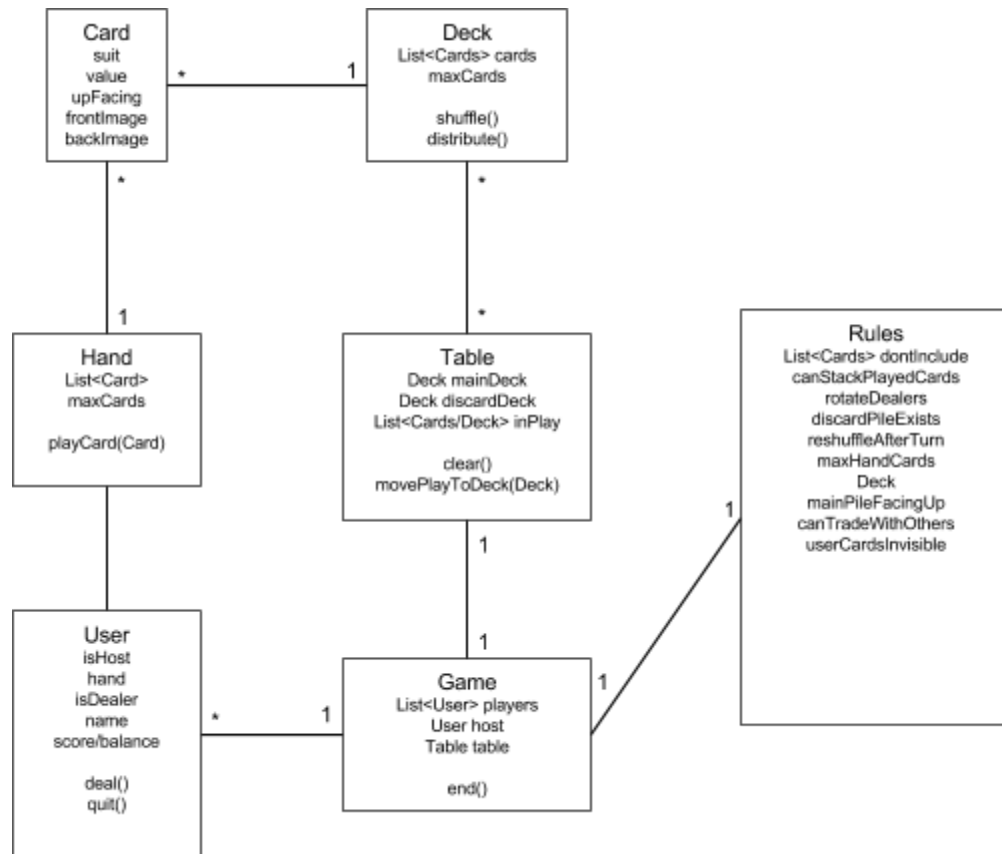 Card
suit
value
upFacing
frontImage
backImage
*
1
Deck
List<Cards> cards
maxCards
shuffle()
distribute()
*
*
*
1
Hand
List<Card>
maxCards
playCard(Card)
Table
Deck mainDeck
Deck discardDeck
List<Cards/Deck> inPlay
clear()
movePlayToDeck(Deck)
1
1
Rules
List<Cards> dontInclude
canStackPlayedCards
rotateDealers
discardPileExists
reshuffleAfterTurn
maxHandCards
Deck
mainPileFacingUp
canTradeWithOthers
userCardsInvisible
1
1
User
isHost
hand
isDealer
name
score/balance
deal()
quit()
*
1
Game
List<User> players
User host
Table table
end()